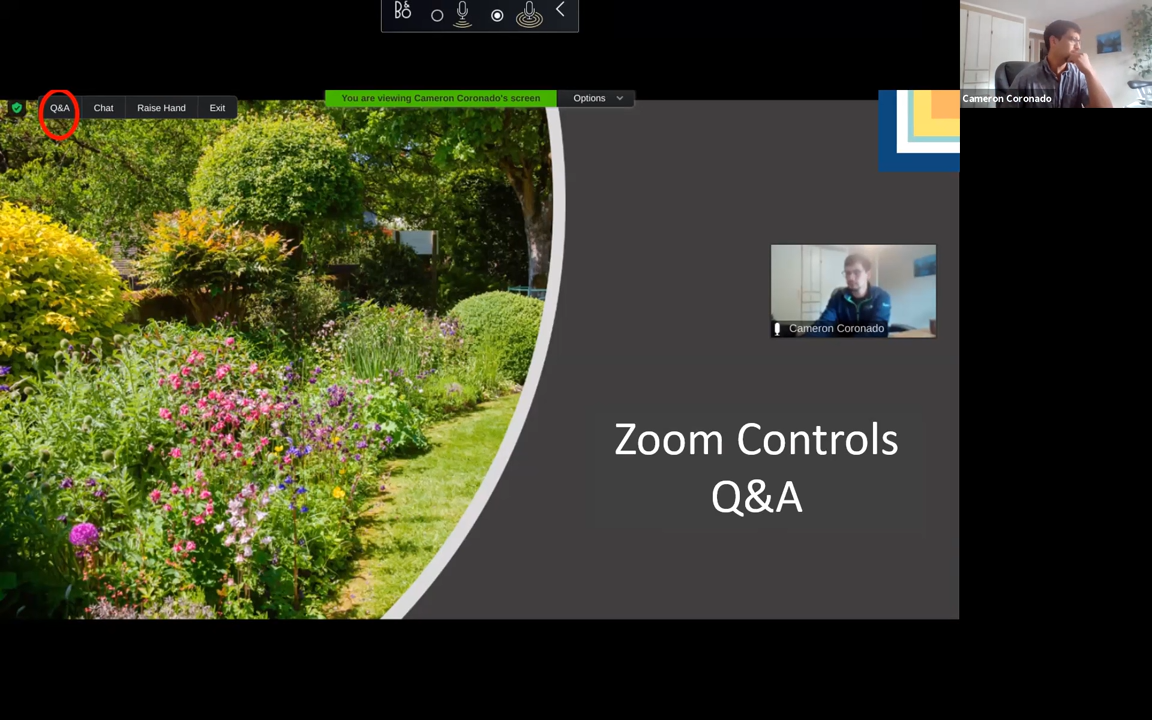 B&O
Q&A
Chat
Raise Hand
Exit
You are viewing Cameron Coronado's screen
Options
Cameron Coronado
Cameron Coronado
Zoom Controls
Q&A